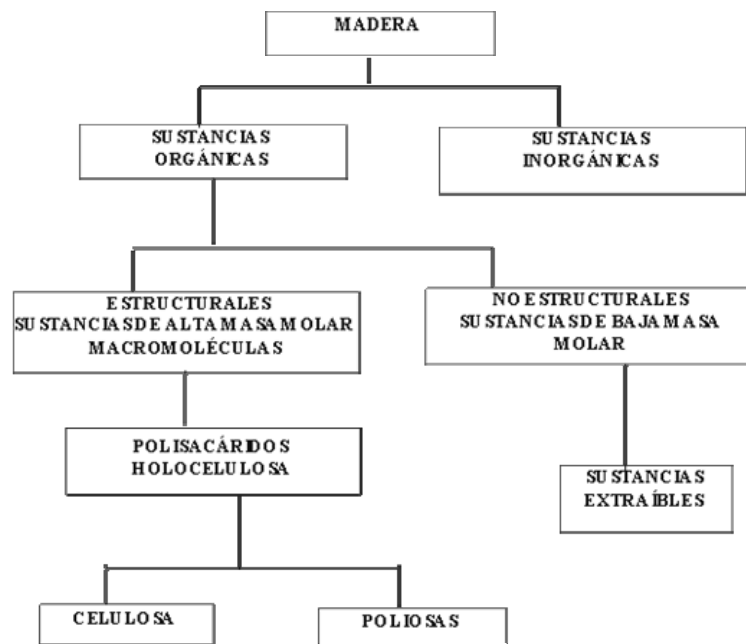 MADERA
SUSTANCIAS
ORGÁNICAS
SUSTANCIAS
INORGÁNICAS
ESTRUCTURALES
SUSTANCIAS DE ALTA MASA MOLAR
MACROMOLÉCULAS
NO ESTRUCTURALES
SUSTANCIAS DE BAJA MASA
MOLAR
POLISACÁRIDOS
HOLOCELULOSA
SUSTANCIAS
EXTRAÍBLES
CELULOSA
POLIOSAS